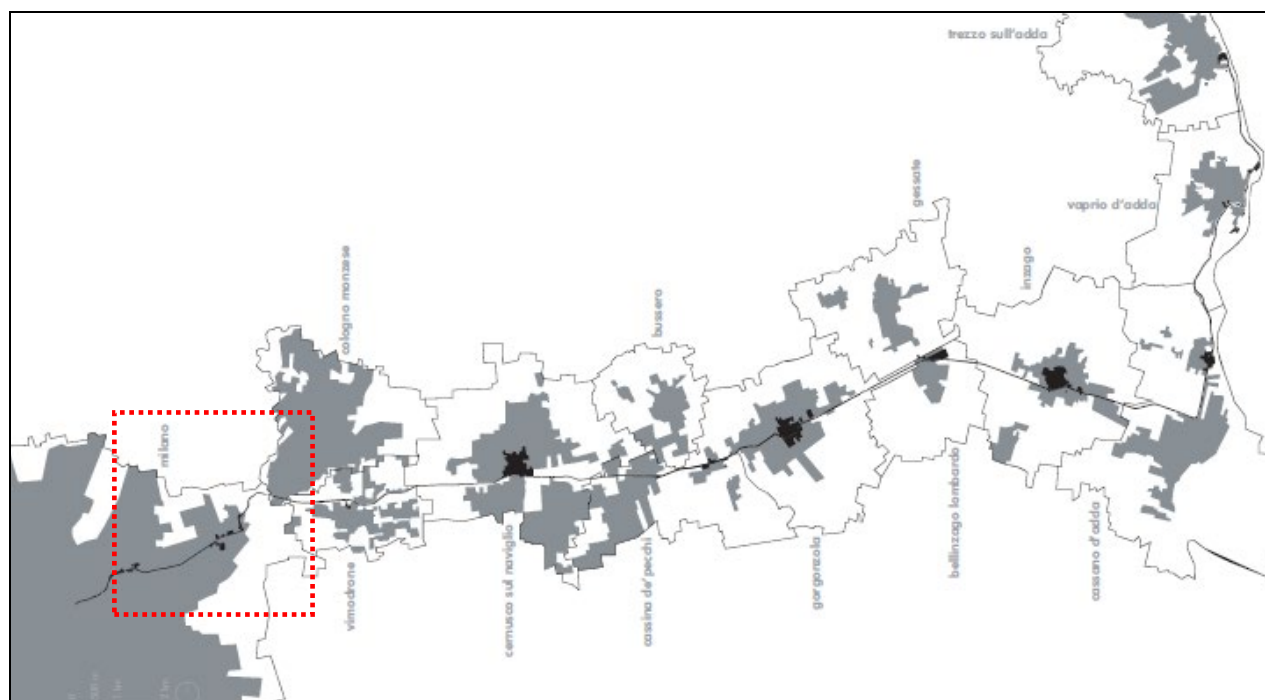 trezzo sull'adda
vaprio d'adda
gessate
inzago
bussero
cologno monzese
milano
vimodrone
cernusco sul naviglio
cassina de'pecchi
gorgonzola
bellinzago lombardo
cassano d'adda